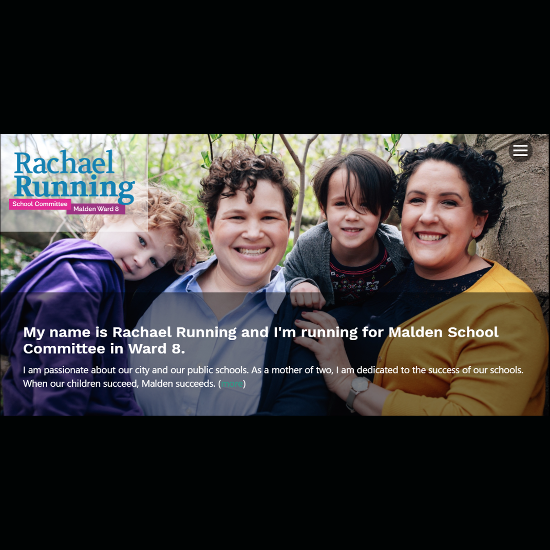 Rachael
Running
School Committee
Malden Ward 8
My name is Rachael Running and I'm running for Malden School
Committee in Ward 8.
I am passionate about our city and our public schools. As a mother of two, I am dedicated to the success of our schools.
When our children succeed, Malden succeeds. (more)